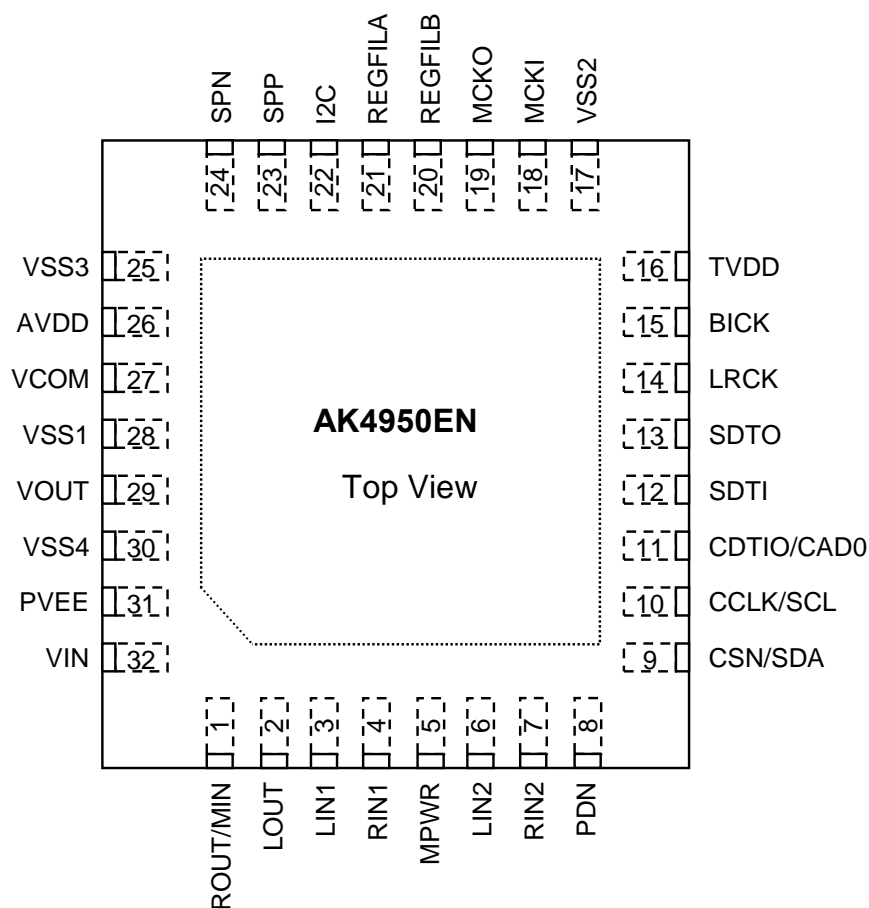 SPN
SPP
I2C
REGFILA
REGFILB
MCKO
MCKI
VSS2
24
23
22
21
20
19
18
17
VSS3 25
AVDD 26
VCOM 27
VSS1 28
VOUT 29
VSS4 30
PVEE 31
VIN 32
AK4950EN
Top View
16 TVDD
15 BICK
14 LRCK
13 SDTO
12 SDTI
11 CDTIO/CAD0
10 CCLK/SCL
9 CSN/SDA
1
2
3
4
5
6
7
8
ROUT/MIN
LOUT
LIN1
RIN1
MPWR
LIN2
RIN2
PDN